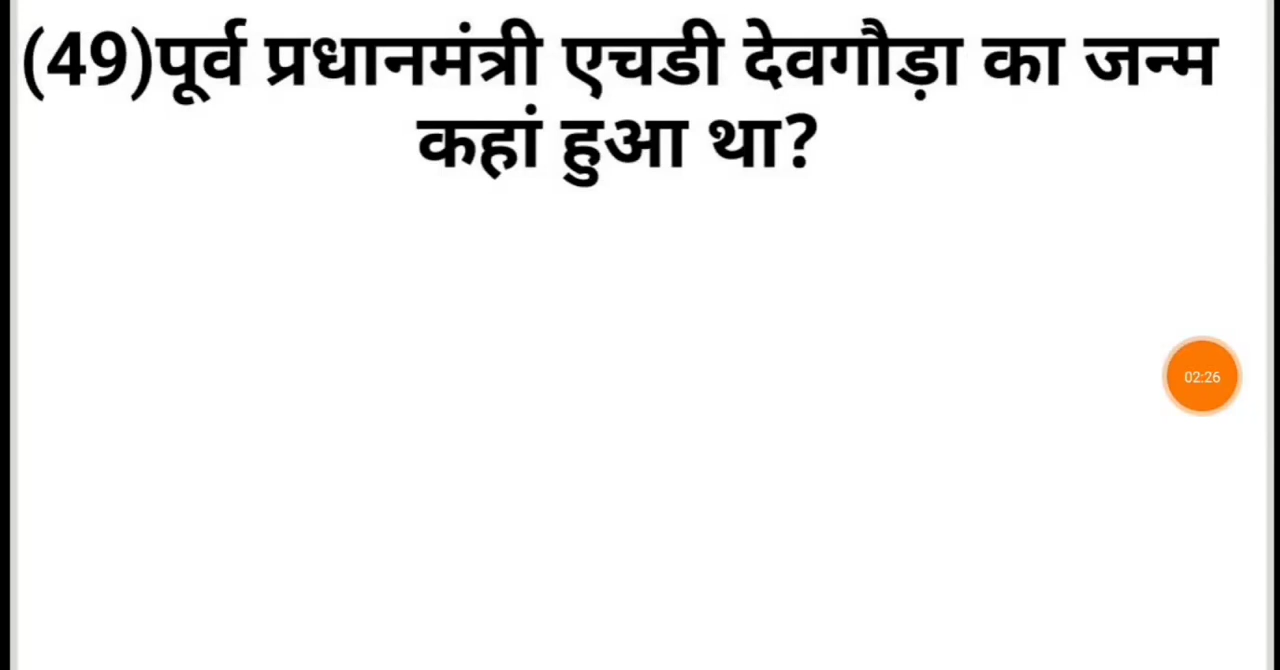 (49)पूर्व प्रधानमंत्री एचडी देवगौड़ा का जन्म
कहां हुआ था?
02:26